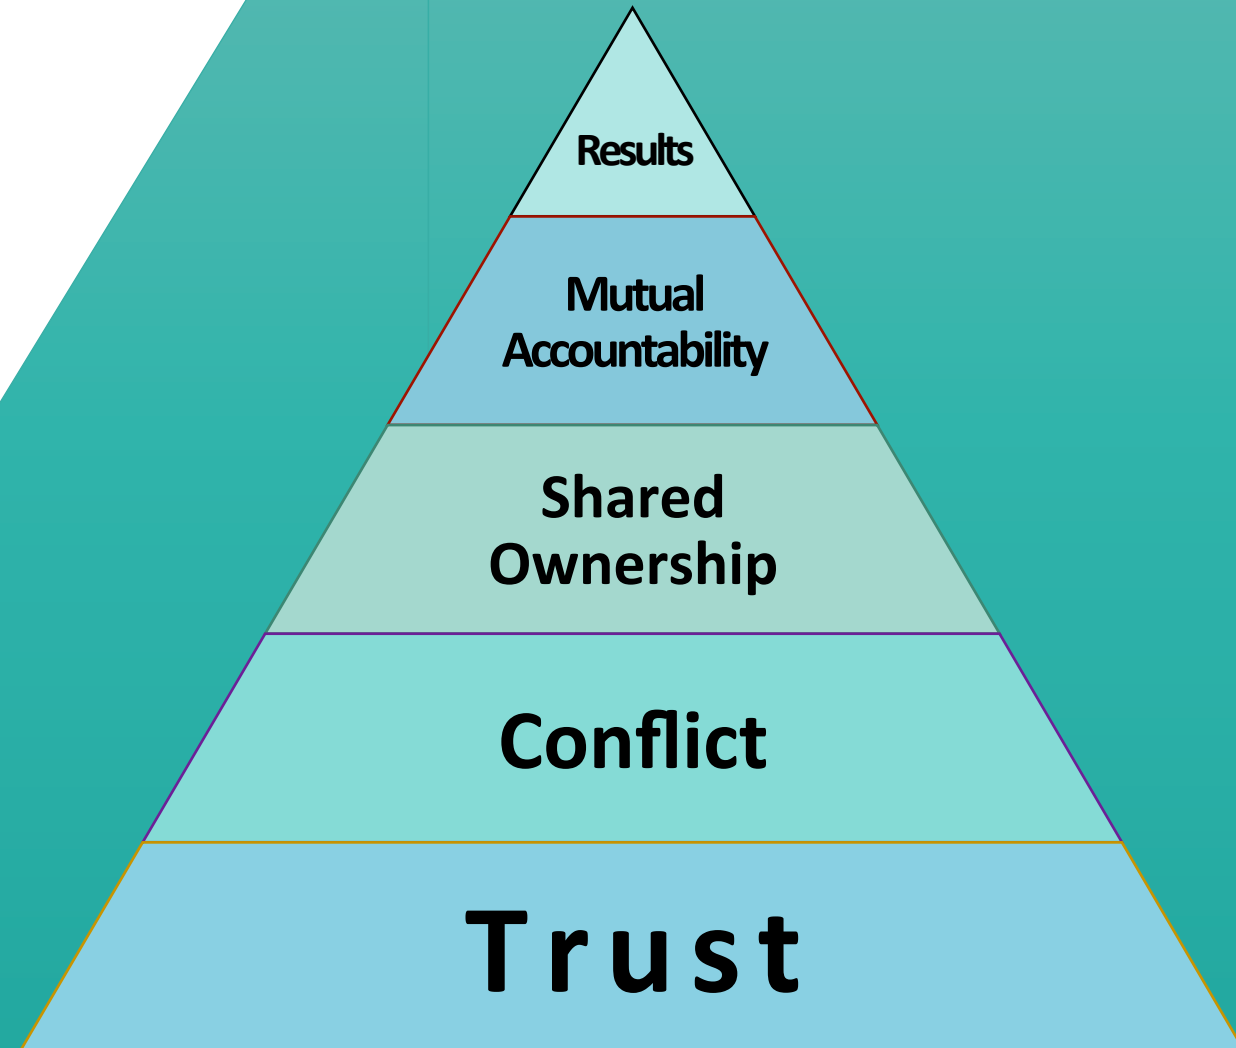 Results
Mutual
Accountability
Shared
Ownership
Conflict
Trust